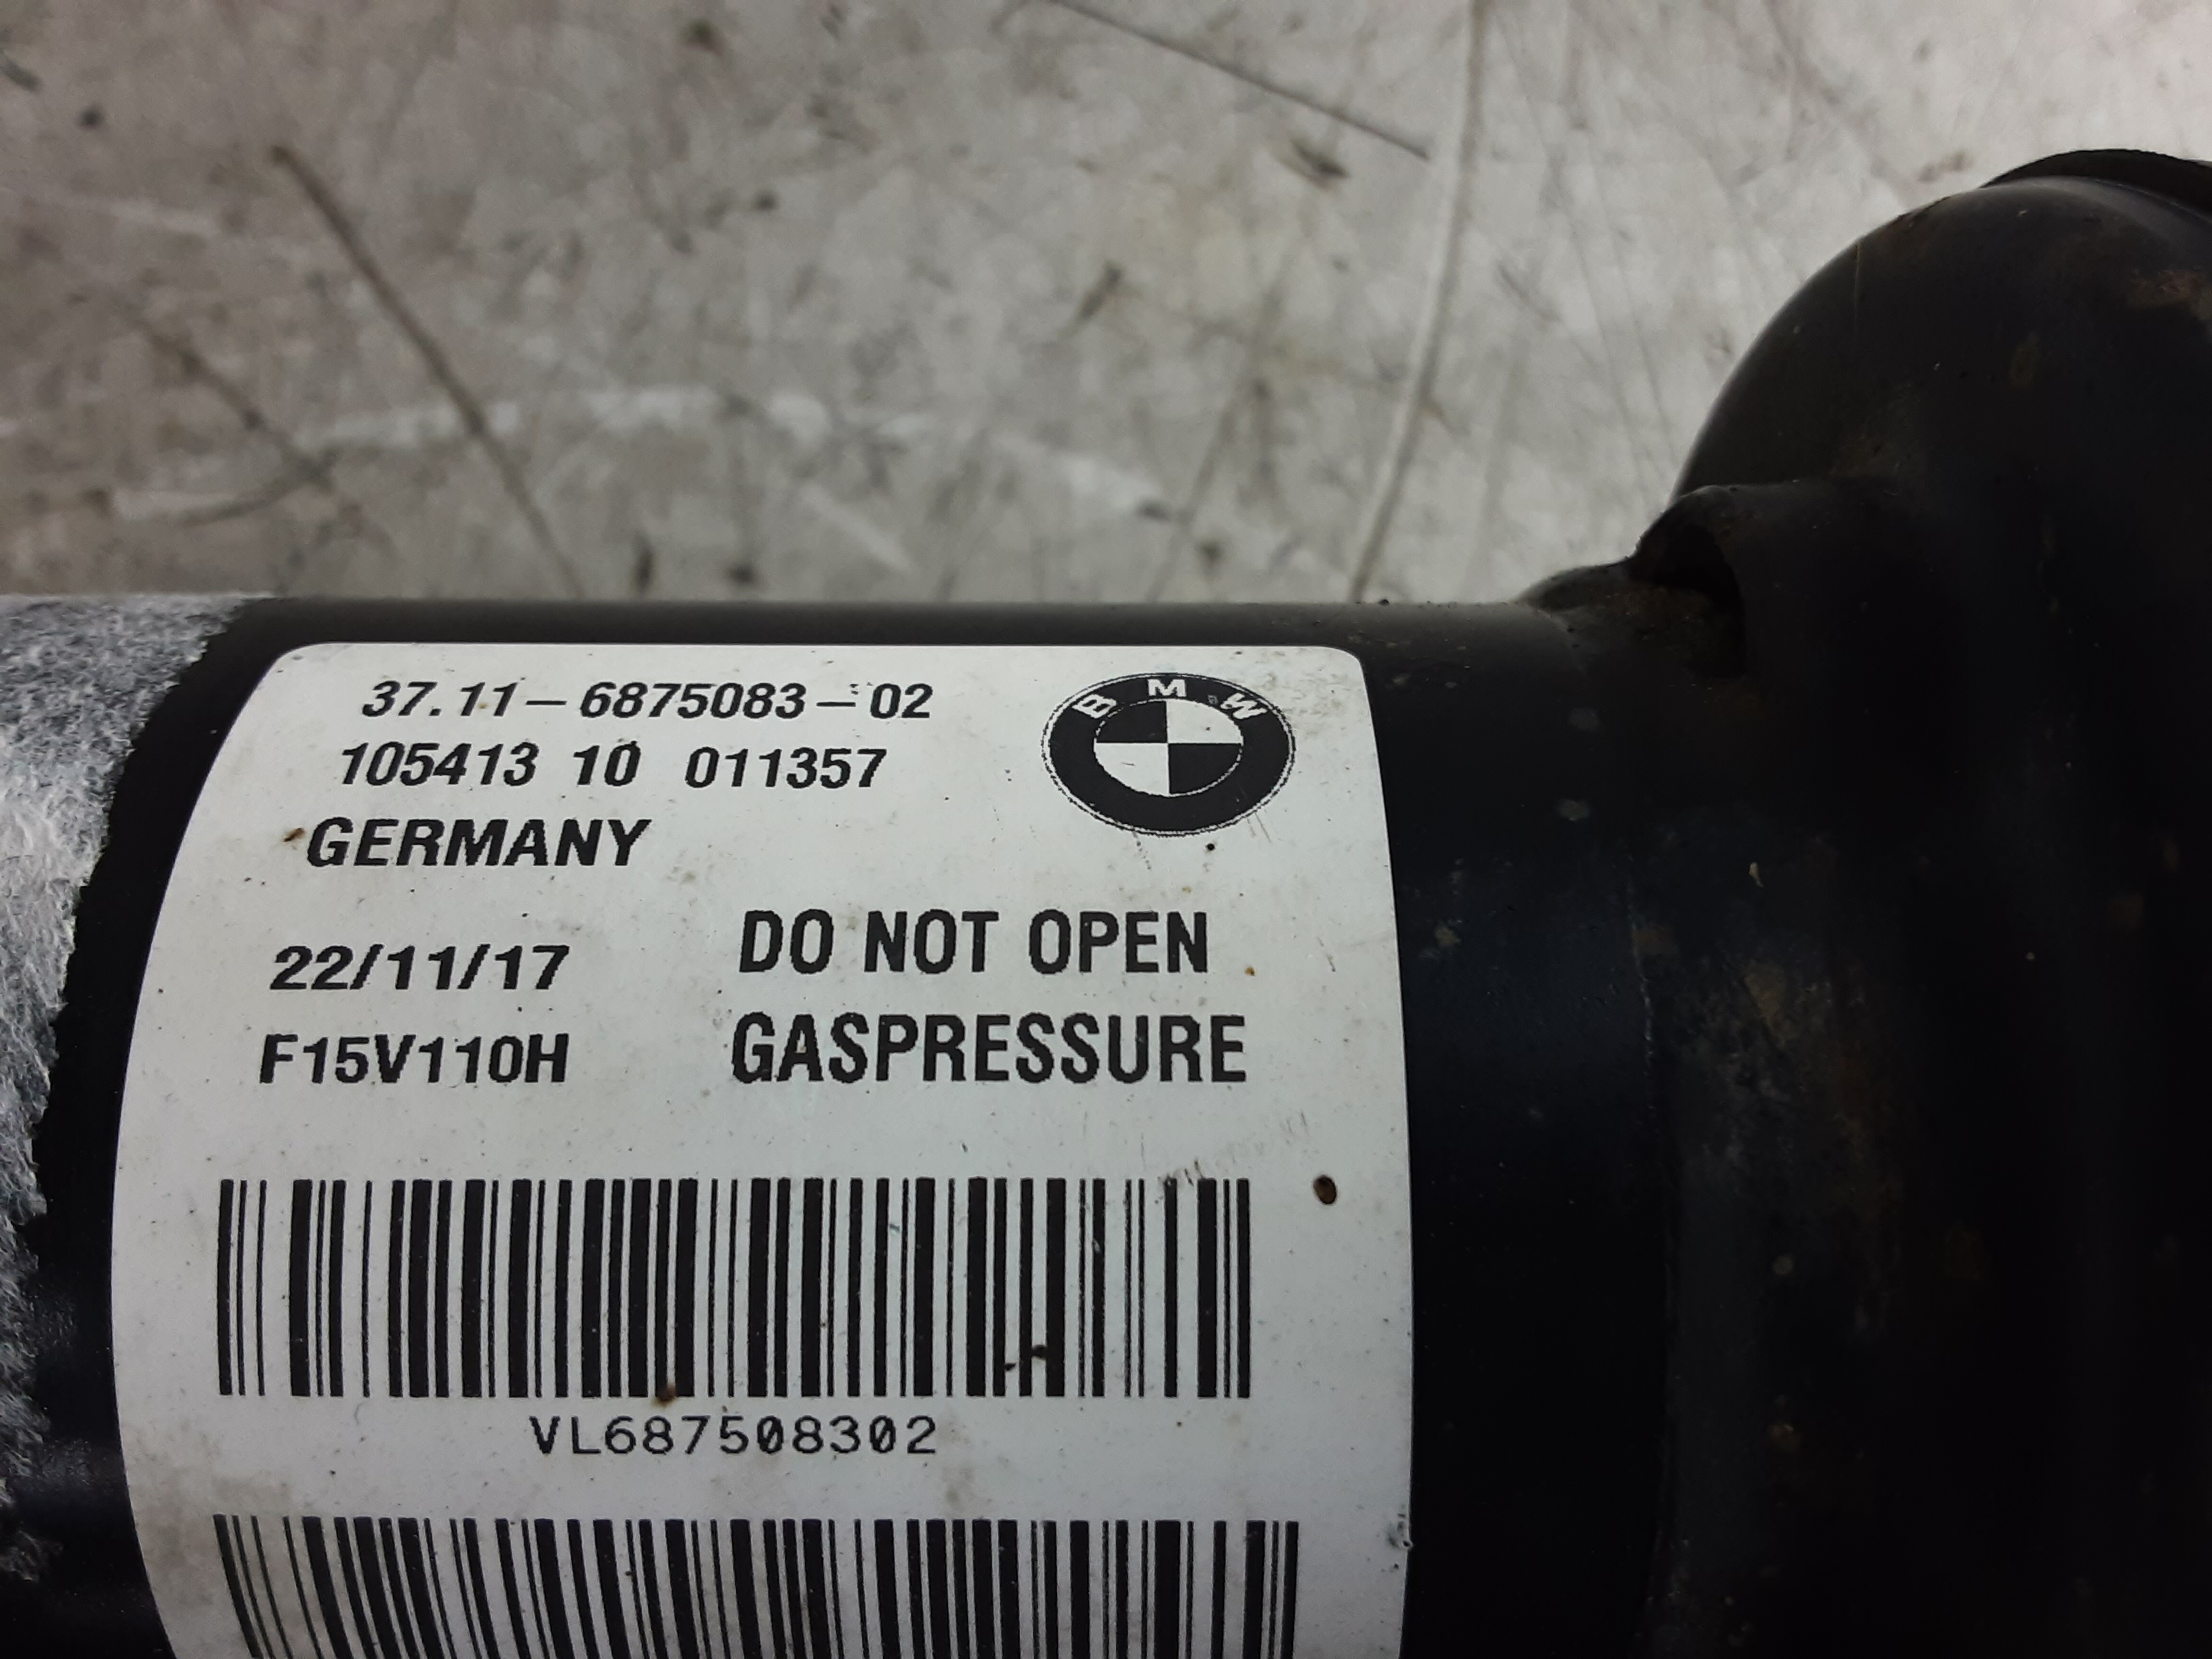 37.11-6875083-02
105413 10 011357
GERMANY
BMW
22/11/17
DO NOT OPEN
F15V110H
GASPRESSURE
VL687508302